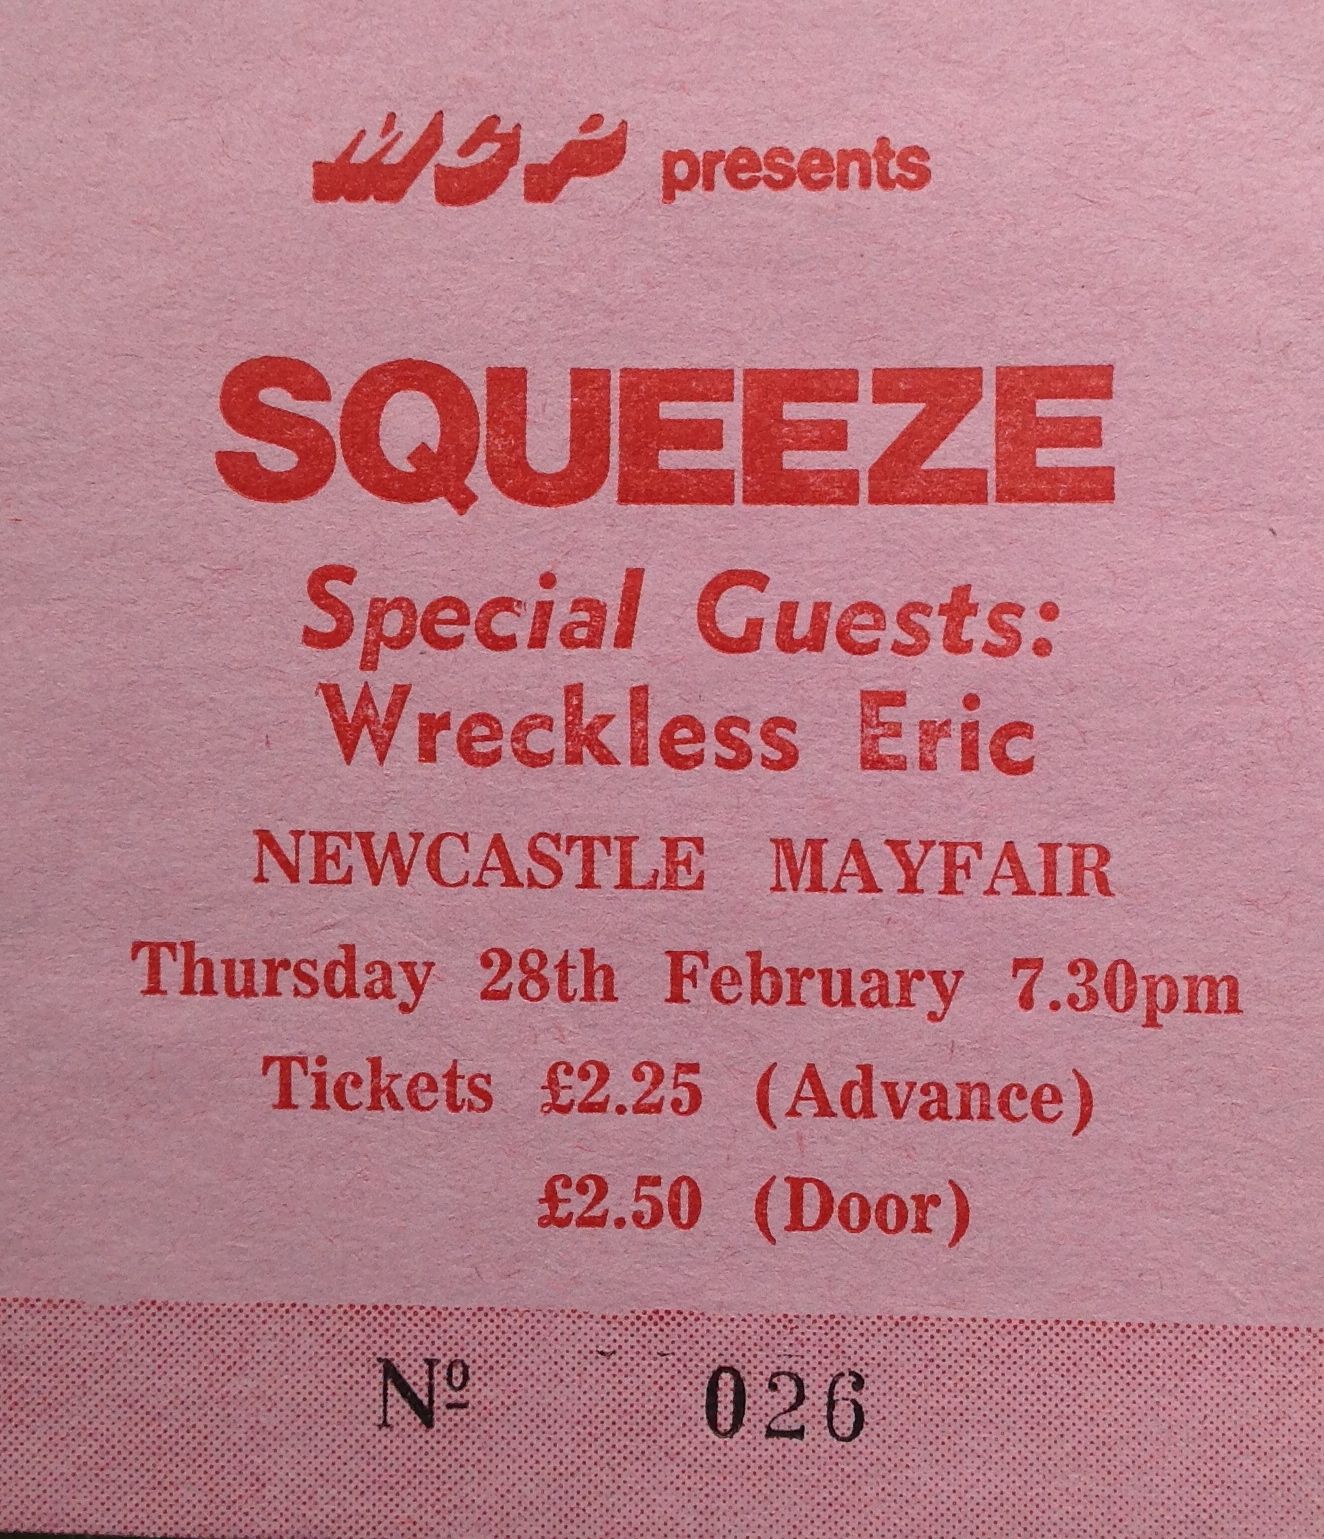 MCP presents
SQUEEZE
Special Guests:
Wreckless Eric
NEWCASTLE MAYFAIR
Thursday 28th February 7.30pm
Tickets £2.25 (Advance)
£2.50 (Door)
Nº 026